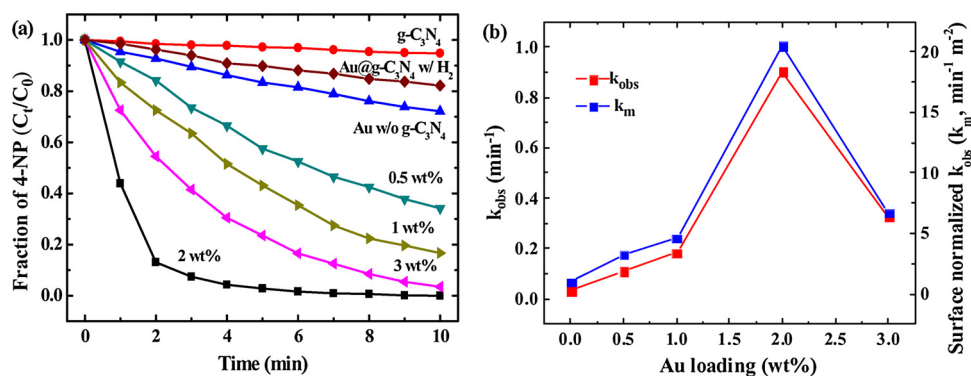 (a)
1.0
0.8
0.6
0.4
0.2
0.0
Fraction of 4-NP (Ct/C0)
g-C3N4
Au@g-C3N4 w/ H2
Au w/o g-C3N4
0.5 wt%
1 wt%
3 wt%
2 wt%
0 2 4 6 8 10
Time (min)
(b)
1.0
0.8
0.6
0.4
0.2
0.0
kobs (min-1)
kobs
km
20
15
10
5
0
Surface normalized kobs (km, min-1 m-2)
0.0 0.5 1.0 1.5 2.0 2.5 3.0
Au loading (wt%)